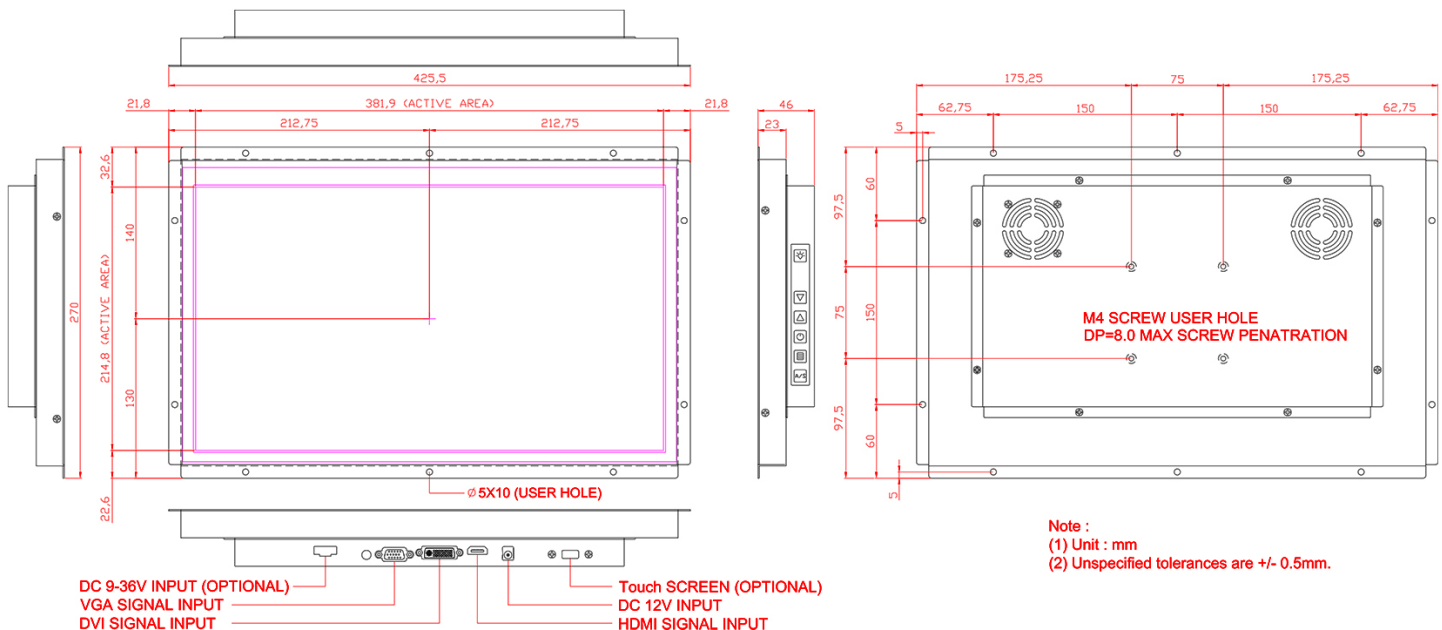 425,5
21,8
381,9 (ACTIVE AREA)
21,8
212,75
212,75
32,6
140
214,8 (ACTIVE AREA)
270
130
22,6
Ø 5X10 (USER HOLE)
46
23
A/S
175,25
75
175,25
62,75
150
150
62,75
5
60
97,5
75
150
97,5
60
5
M4 SCREW USER HOLE
DP=8.0 MAX SCREW PENATRATION
DC 9-36V INPUT (OPTIONAL)
VGA SIGNAL INPUT
DVI SIGNAL INPUT
Touch SCREEN (OPTIONAL)
DC 12V INPUT
HDMI SIGNAL INPUT
Note :
(1) Unit : mm
(2) Unspecified tolerances are +/- 0.5mm.